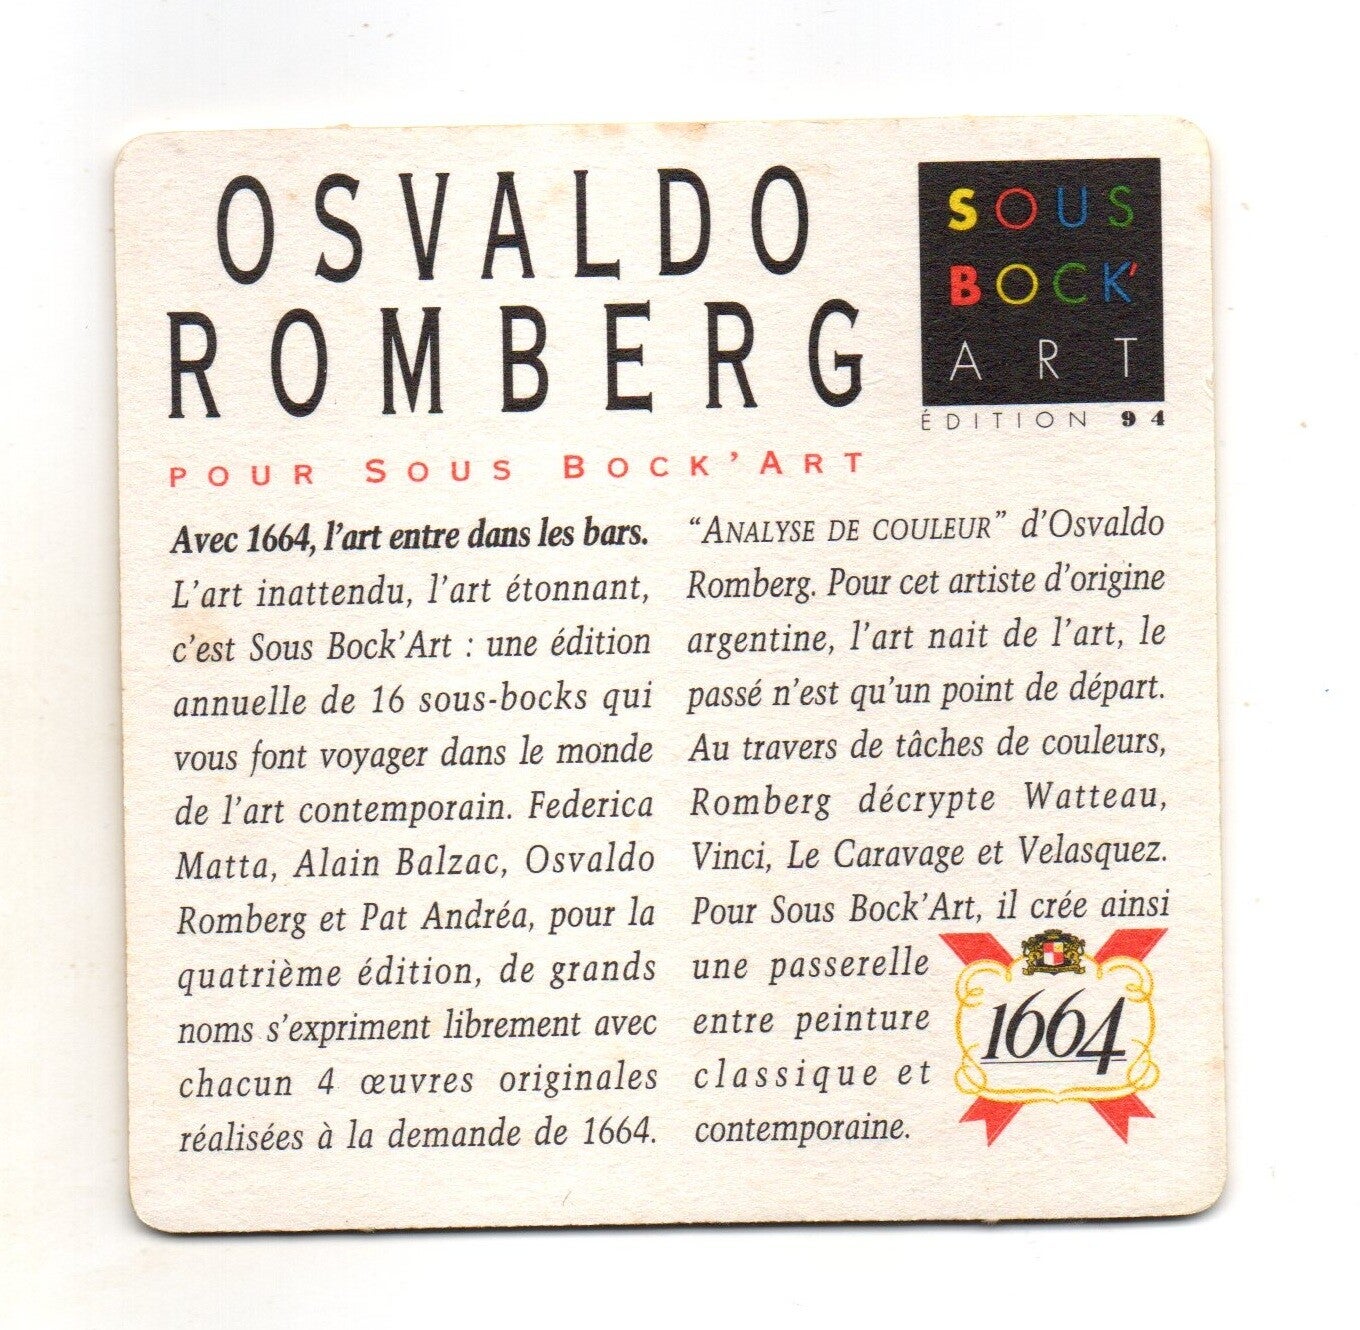 OSVALDO
ROMBERG
POUR SOUS BOCK'ART
SOUS
BOCK'
ART
ÉDITION 94
Avec 1664, l'art entre dans les bars.
L'art inattendu, l'art étonnant,
c'est Sous Bock'Art : une édition
annuelle de 16 sous-bocks qui
vous font voyager dans le monde
de l'art contemporain. Federica
Matta, Alain Balzac, Osvaldo
Romberg et Pat Andréa, pour la
quatrième édition, de grands
noms s'expriment librement avec
chacun 4 œuvres originales
réalisées à la demande de 1664.
“ANALYSE DE COULEUR” d'Osvaldo
Romberg. Pour cet artiste d'origine
argentine, l'art nait de l'art, le
passé n'est qu'un point de départ.
Au travers de tâches de couleurs,
Romberg décrypte Watteau,
Vinci, Le Caravage et Velasquez.
Pour Sous Bock'Art, il crée ainsi
une passerelle
entre peinture
classique et
contemporaine.
1664